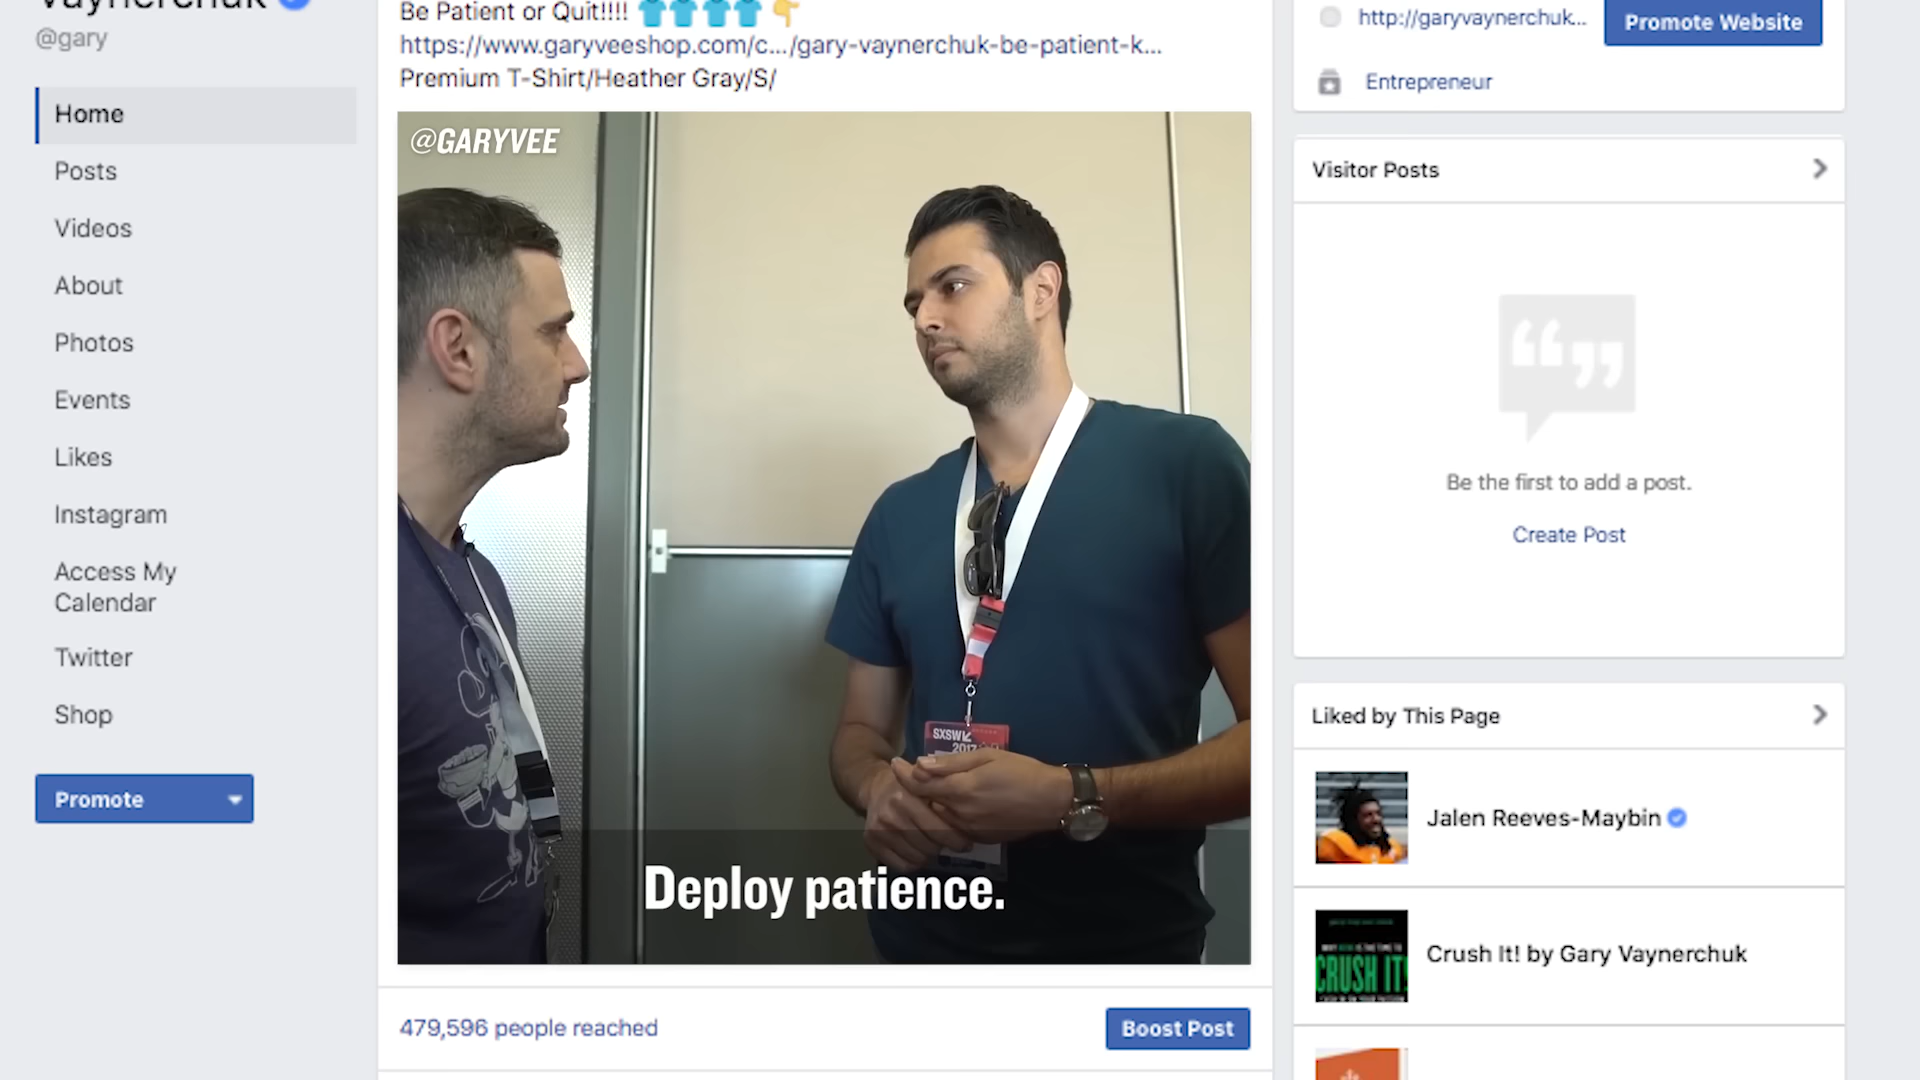 Vaynerchuk
@gary
Home
Posts
Videos
About
Photos
Events
Likes
Instagram
Access My
Calendar
Twitter
Shop
Promote
Be Patient or Quit!!!!
https://www.garyveeshop.com/c.../gary-vaynerchuk-be-patient-k...
Premium T-Shirt/Heather Gray/S/
@GARYVEE
SXSW
2017
Deploy patience.
479,596 people reached
Boost Post
http://garyvaynerchuk...
Promote Website
Entrepreneur
Visitor Posts
Be the first to add a post.
Create Post
Liked by This Page
Jalen Reeves-Maybin
CRUSH IT!
Crush It! by Gary Vaynerchuk